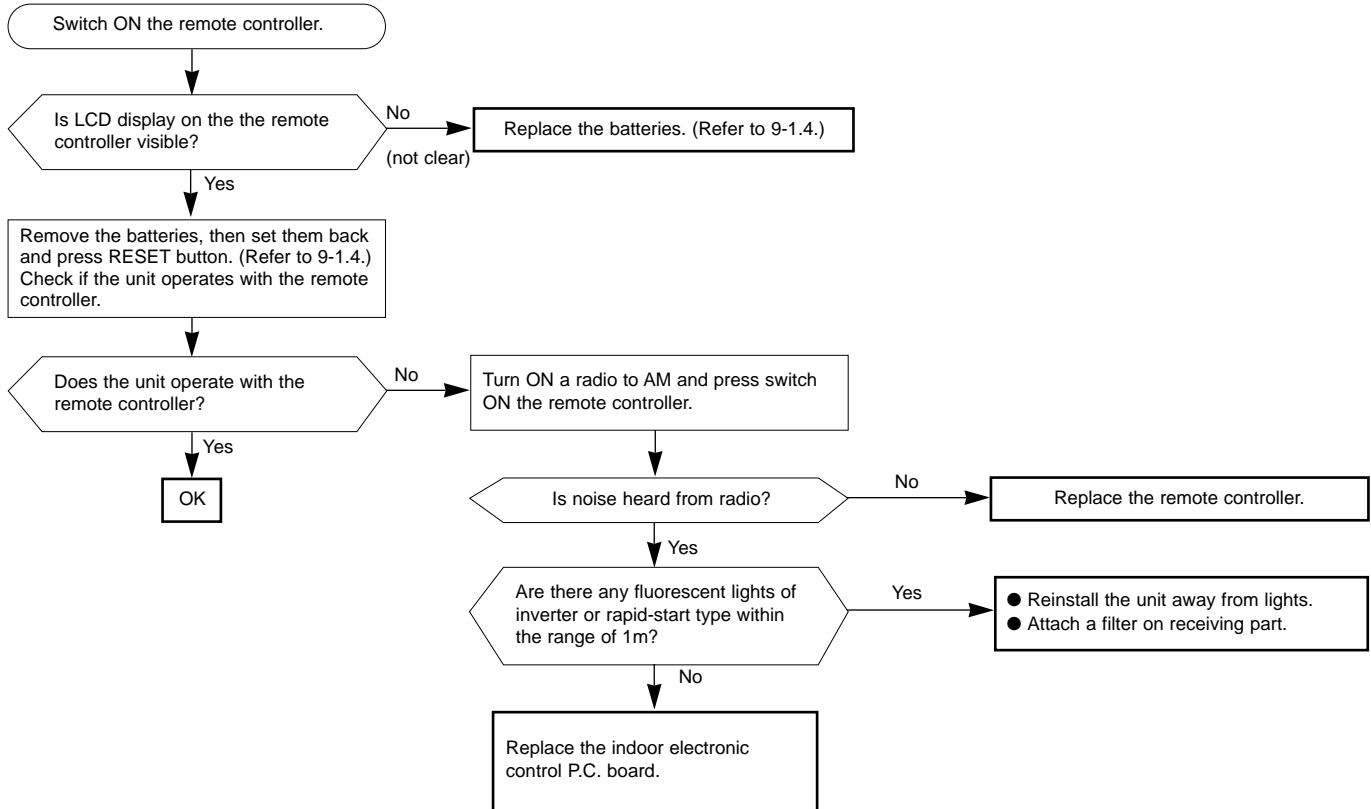 Switch ON the remote controller.
Is LCD display on the the remote
controller visible?
No
(not clear)
Replace the batteries. (Refer to 9-1.4.)
Yes
Remove the batteries, then set them back
and press RESET button. (Refer to 9-1.4.)
Check if the unit operates with the remote
controller.
Does the unit operate with the
remote controller?
No
Turn ON a radio to AM and press switch
ON the remote controller.
Yes
OK
Is noise heard from radio?
No
Replace the remote controller.
Yes
Are there any fluorescent lights of
inverter or rapid-start type within
the range of 1m?
Yes
● Reinstall the unit away from lights.
● Attach a filter on receiving part.
No
Replace the indoor electronic
control P.C. board.